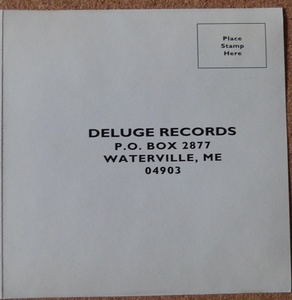 Place
Stamp
Here
DELUGE RECORDS
P.O. BOX 2877
WATERVILLE, ME
04903